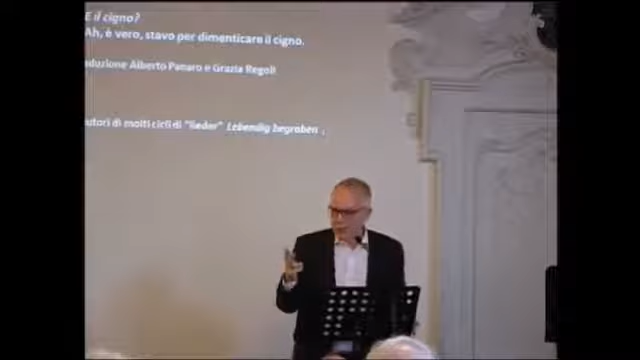 E il cigno?
Ah, è vero, stavo per dimenticare il cigno.
aduzione Alberto Panaro e Grazia Regoli
utori di molti cicli di "lieder" Lebendig begraben .